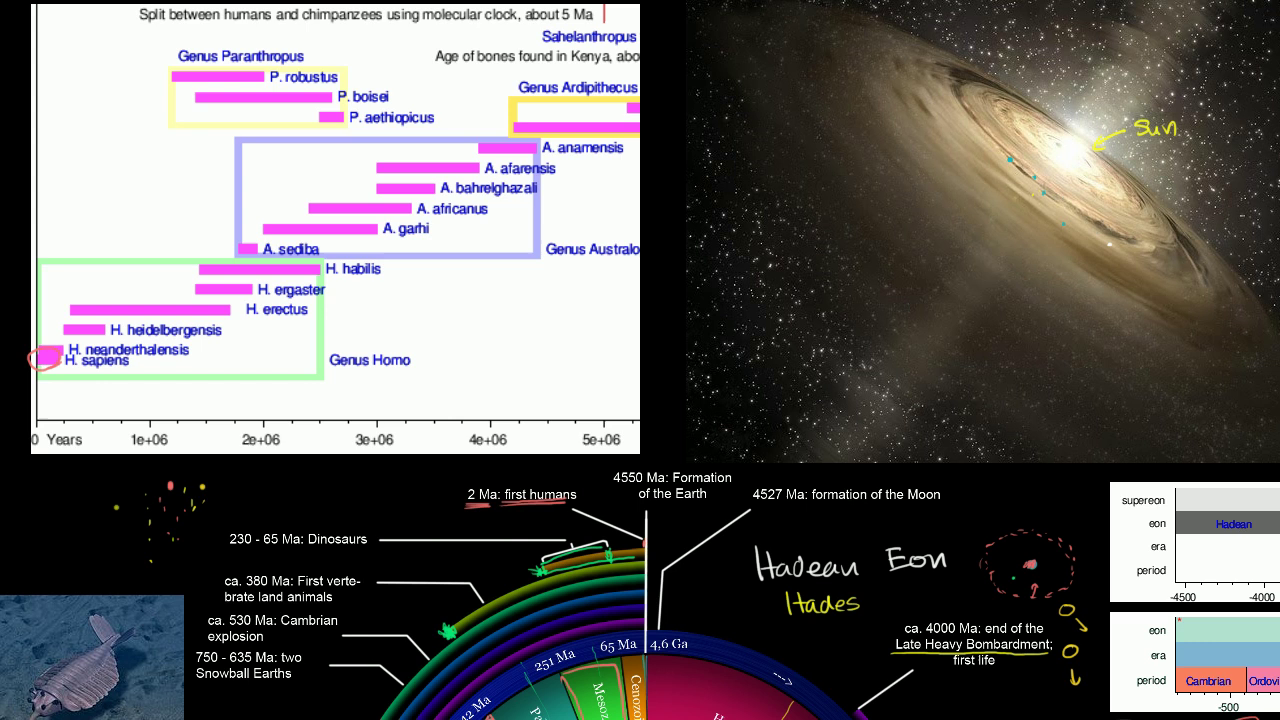 Split between humans and chimpanzees using molecular clock, about 5 Ma
Sahelanthropus
Genus Paranthropus
Age of bones found in Kenya, abo
P. robustus
Genus Ardipithecus
P. boisei
P. aethiopicus
A. anamensis
A. afarensis
A. bahrelghazali
A. africanus
A. garhi
A. sediba
Genus Australo
H. habilis
H. ergaster
H. erectus
H. heidelbergensis
H. neanderthalensis
H. sapiens
Genus Homo
0 Years 1e+06 2e+06 3e+06 4e+06 5e+06
Sun
2 Ma: first humans
4550 Ma: Formation
of the Earth
4527 Ma: formation of the Moon
230 - 65 Ma: Dinosaurs
ca. 380 Ma: First verte-
brate land animals
ca. 530 Ma: Cambrian
explosion
750 - 635 Ma: two
Snowball Earths
Hadean Eon
Hades
ca. 4000 Ma: end of the
Late Heavy Bombardment;
first life
251 Ma
65 Ma
4,6 Ga
42 Ma
Pal
Mesoz
Cenozo
H
supereon
eon
Hadean
era
period
-4500 -4000
eon
era
period
Cambrian
Ordovi
-500